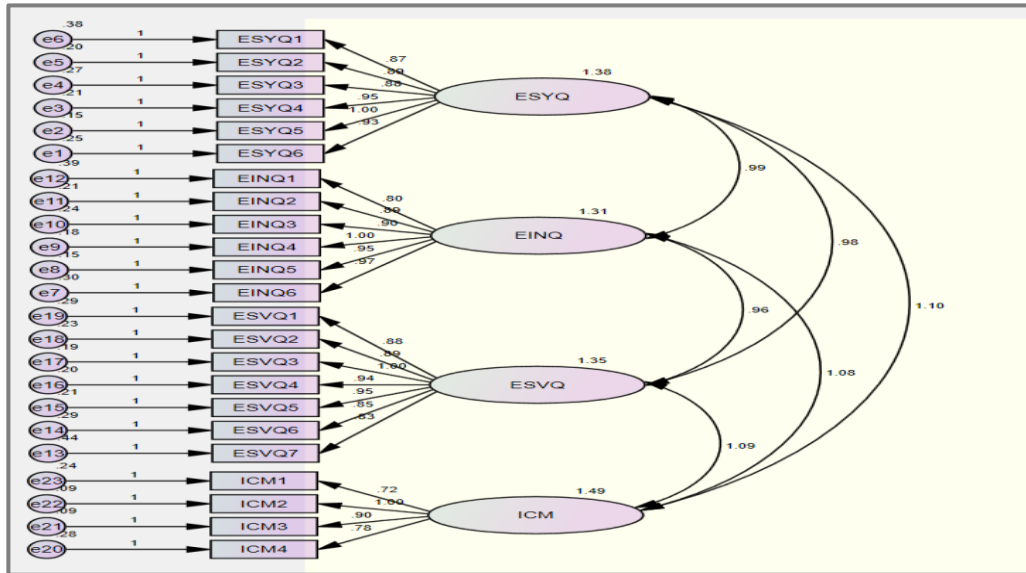 .38
e6 1 ESYQ1
.20
e5 1 ESYQ2 .87
.27
e4 1 ESYQ3 .89 1.38
.21
e3 1 ESYQ4 .88 ESYQ
.15
e2 1 ESYQ5 .95
.25
e1 1 ESYQ6 1.00
.93
.39
e12 1 EINQ1 .99
.21
e11 1 EINQ2 .80
.24
e10 1 EINQ3 .89 1.31
.18
e9 1 EINQ4 .90 EINQ
.15
e8 1 EINQ5 1.00 .98
.30
e7 1 EINQ6 .95
.97
.29
e19 1 ESVQ1 .96 1.10
.23
e18 1 ESVQ2 .88
.19
e17 1 ESVQ3 .89 1.35
.20
e16 1 ESVQ4 1.00 ESVQ 1.08
.21
e15 1 ESVQ5 .94
.29
e14 1 ESVQ6 .95
.44
e13 1 ESVQ7 .85 1.09
.83
.24
e23 1 ICM1
.09
e22 1 ICM2 .72 1.49
.09
e21 1 ICM3 1.00 ICM
.28
e20 1 ICM4 .90
.78